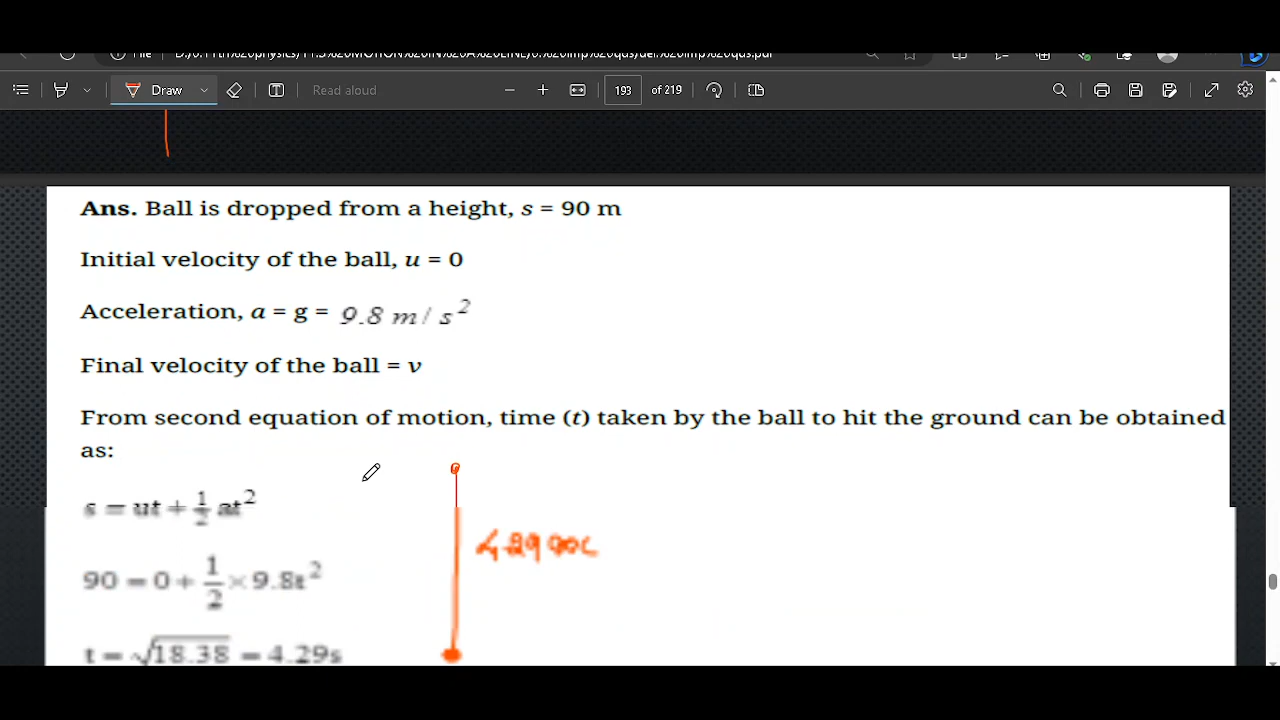 Draw
Read aloud
193 of 219
Ans. Ball is dropped from a height, s = 90 m
Initial velocity of the ball, u = 0
Acceleration, a = g = 9.8 m/s²
Final velocity of the ball = v
From second equation of motion, time (t) taken by the ball to hit the ground can be obtained
as:
s = ut + 1/2 at²
90 = 0 + 1/2 × 9.8t²
t = √18.38 = 4.29s